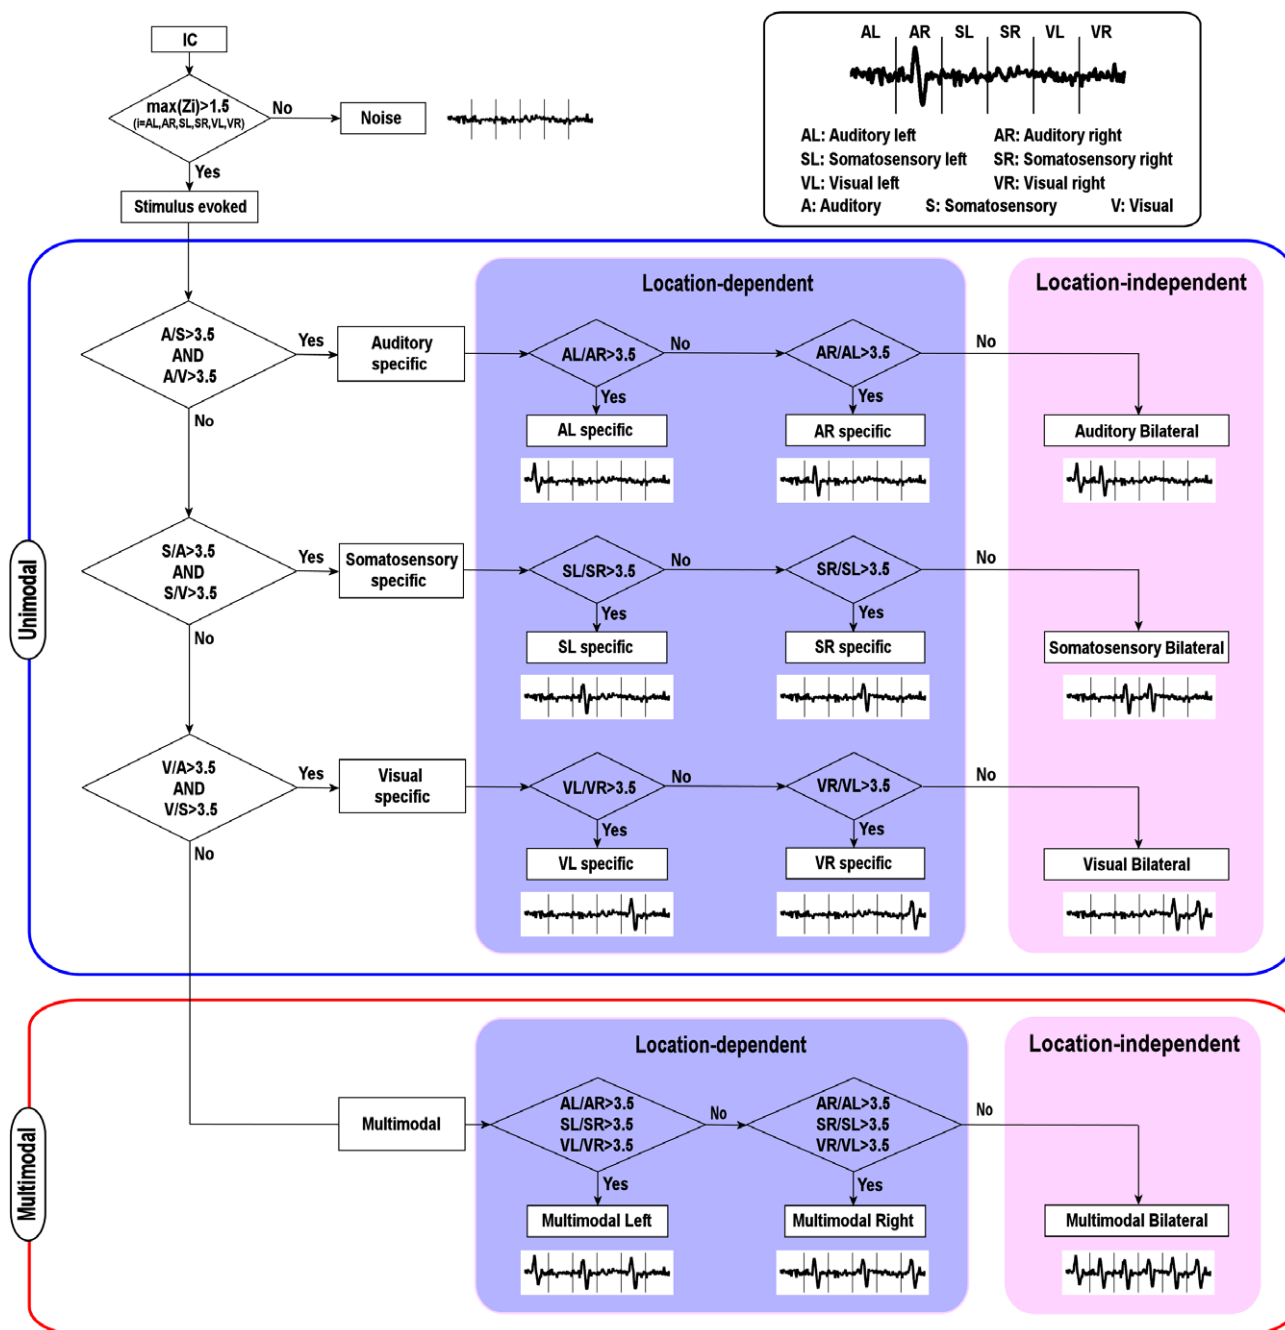 IC
max(Zi)>1.5
(i=AL,AR,SL,SR,VL,VR)
No
Noise
Yes
Stimulus evoked
AL AR SL SR VL VR
AL: Auditory left AR: Auditory right
SL: Somatosensory left SR: Somatosensory right
VL: Visual left VR: Visual right
A: Auditory S: Somatosensory V: Visual
Unimodal
Location-dependent
Location-independent
A/S>3.5
AND
A/V>3.5
Yes
Auditory
specific
AL/AR>3.5
No
AR/AL>3.5
No
Yes
Yes
No
AL specific
AR specific
Auditory Bilateral
S/A>3.5
AND
S/V>3.5
Yes
Somatosensory
specific
SL/SR>3.5
No
SR/SL>3.5
No
Yes
Yes
No
SL specific
SR specific
Somatosensory Bilateral
V/A>3.5
AND
V/S>3.5
Yes
Visual
specific
VL/VR>3.5
No
VR/VL>3.5
No
Yes
Yes
No
VL specific
VR specific
Visual Bilateral
Multimodal
Location-dependent
Location-independent
Multimodal
AL/AR>3.5
SL/SR>3.5
VL/VR>3.5
No
AR/AL>3.5
SR/SL>3.5
VR/VL>3.5
No
Yes
Yes
Multimodal Left
Multimodal Right
Multimodal Bilateral